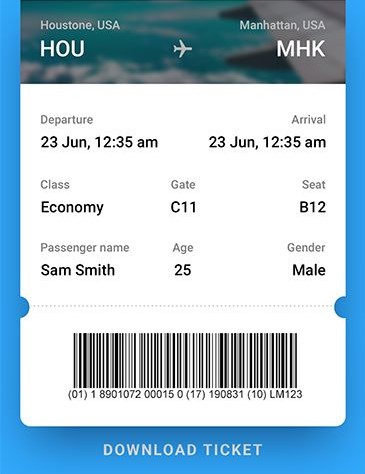 Houstone, USA Manhattan, USA
HOU MHK
Departure Arrival
23 Jun, 12:35 am 23 Jun, 12:35 am
Class Gate Seat
Economy C11 B12
Passenger name Age Gender
Sam Smith 25 Male
(01) 1 8901072 00015 0 (17) 190831 (10) LM123
DOWNLOAD TICKET